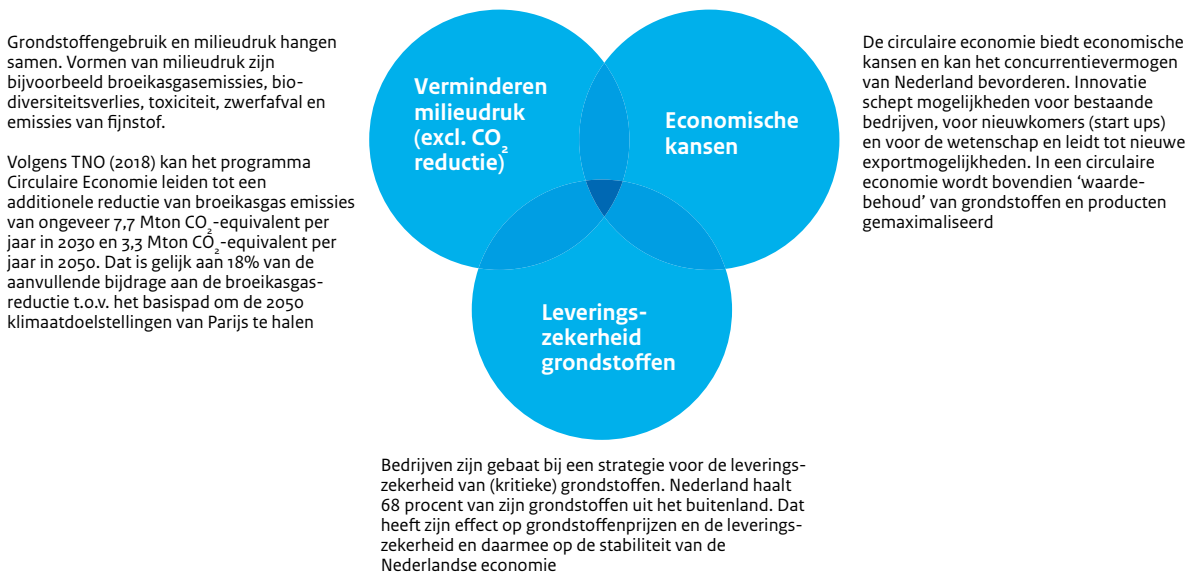 Grondstoffengebruik en milieudruk hangen
samen. Vormen van milieudruk zijn
bijvoorbeeld broeikasgasemissies, bio-
diversiteitsverlies, toxiciteit, zwerfafval en
emissies van fijnstof.
Volgens TNO (2018) kan het programma
Circulaire Economie leiden tot een
additionele reductie van broeikasgas emissies
van ongeveer 7,7 Mton CO₂-equivalent per
jaar in 2030 en 3,3 Mton CO₂-equivalent per
jaar in 2050. Dat is gelijk aan 18% van de
aanvullende bijdrage aan de broeikasgas-
reductie t.o.v. het basispad om de 2050
klimaatdoelstellingen van Parijs te halen
Verminderen
milieudruk
(excl. CO₂
reductie)
Economische
kansen
Leverings-
zekerheid
grondstoffen
De circulaire economie biedt economische
kansen en kan het concurrentievermogen
van Nederland bevorderen. Innovatie
schept mogelijkheden voor bestaande
bedrijven, voor nieuwkomers (start ups)
en voor de wetenschap en leidt tot nieuwe
exportmogelijkheden. In een circulaire
economie wordt bovendien ‘waarde-
behoud’ van grondstoffen en producten
gemaximaliseerd
Bedrijven zijn gebaat bij een strategie voor de leverings-
zekerheid van (kritieke) grondstoffen. Nederland haalt
68 procent van zijn grondstoffen uit het buitenland. Dat
heeft zijn effect op grondstoffenprijzen en de leverings-
zekerheid en daarmee op de stabiliteit van de
Nederlandse economie